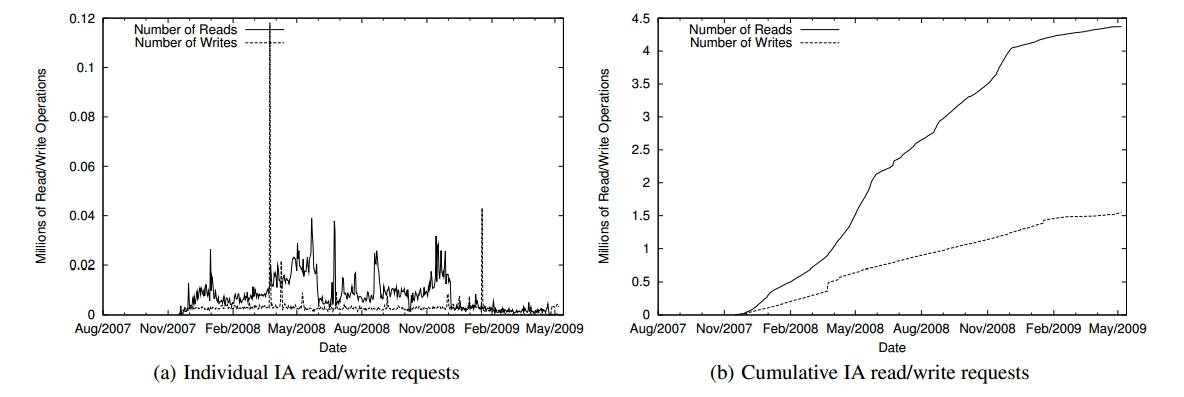 Number of Reads
Number of Writes
Millions of Read/Write Operations
0.12
0.1
0.08
0.06
0.04
0.02
0
Aug/2007 Nov/2007 Feb/2008 May/2008 Aug/2008 Nov/2008 Feb/2009 May/2009
Date
(a) Individual IA read/write requests
Number of Reads
Number of Writes
Millions of Read/Write Operations
4.5
4
3.5
3
2.5
2
1.5
1
0.5
0
Aug/2007 Nov/2007 Feb/2008 May/2008 Aug/2008 Nov/2008 Feb/2009 May/2009
Date
(b) Cumulative IA read/write requests